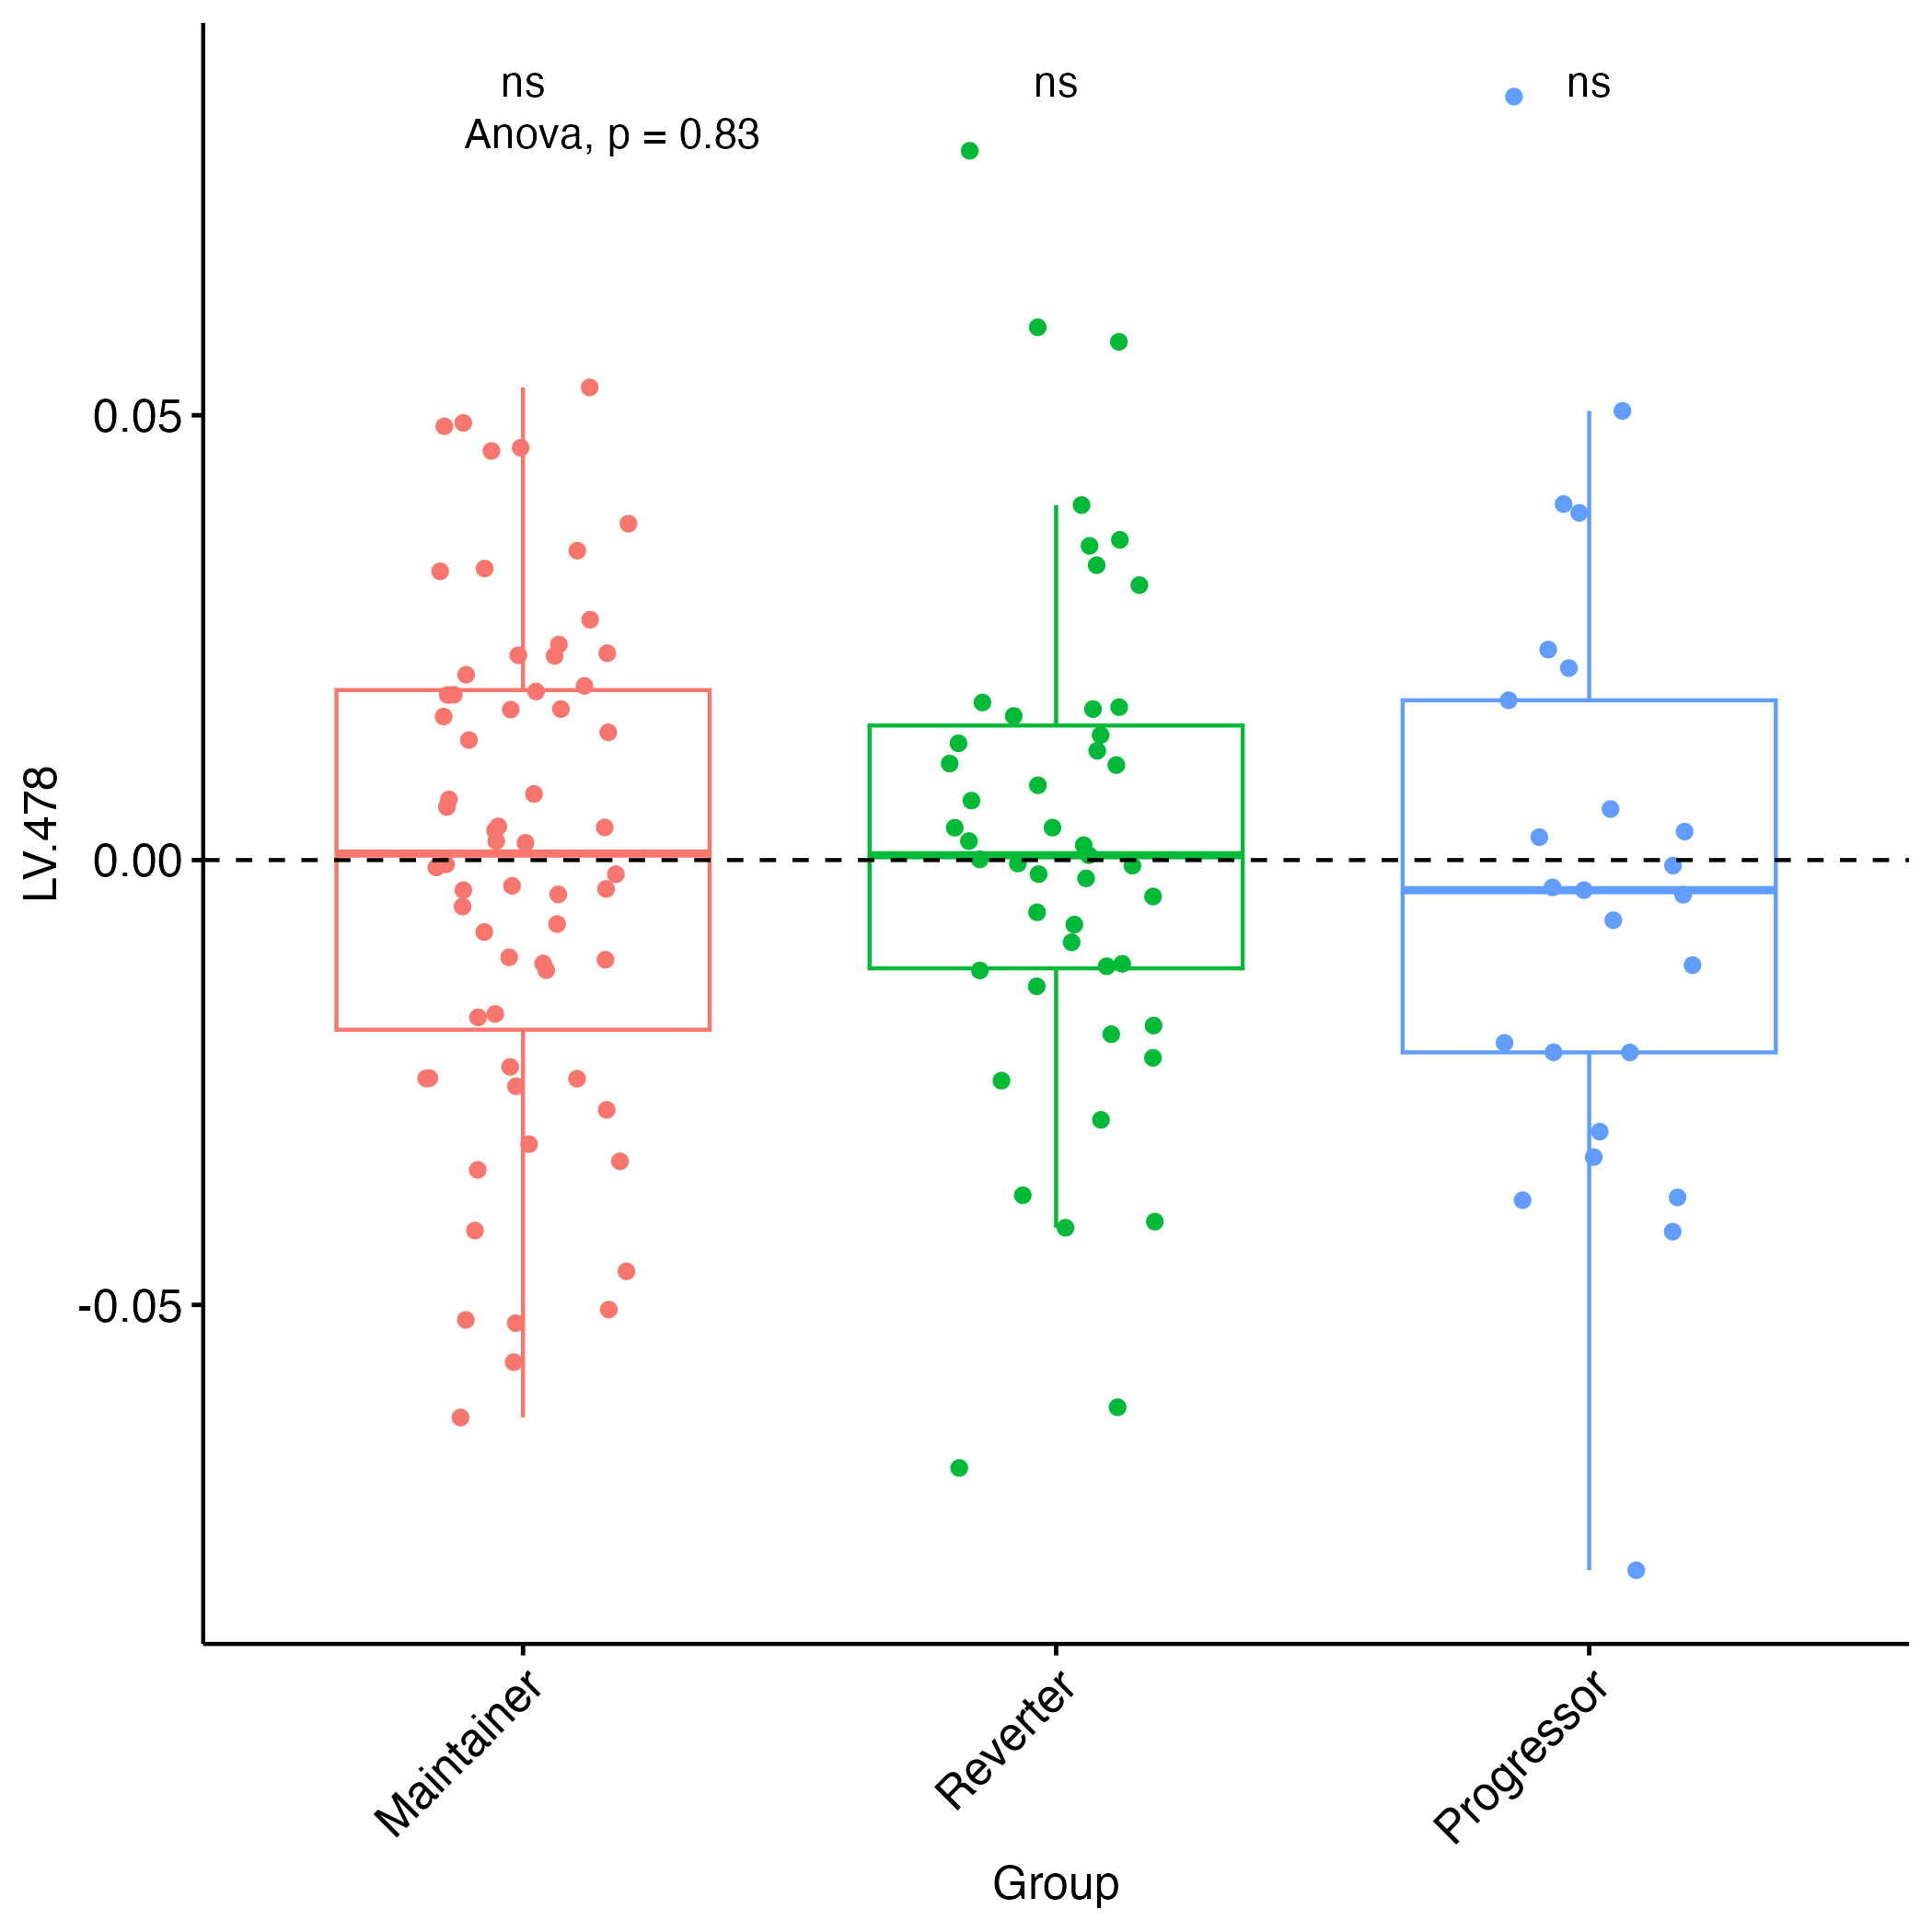 ns ns ns
Anova, p = 0.83
0.05
0.00
-0.05
LV.478
Maintainer
Reverter
Progressor
Group